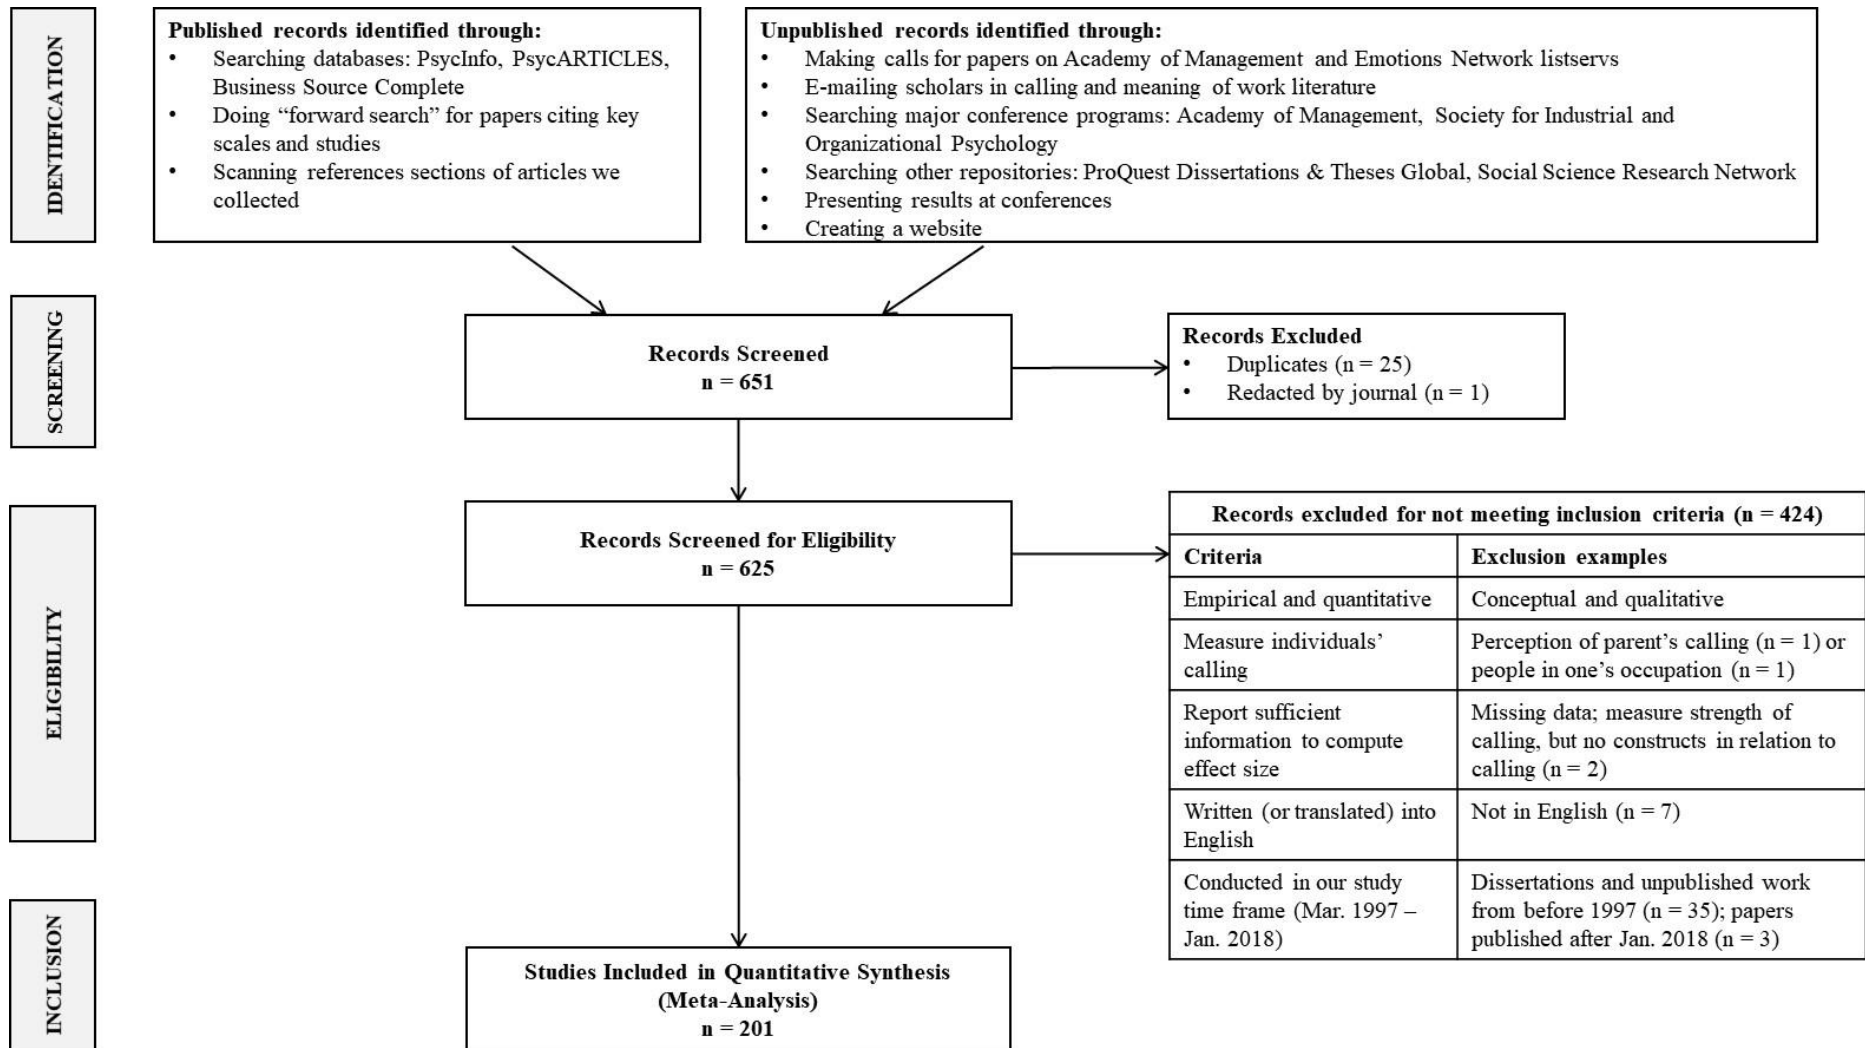 IDENTIFICATION
Published records identified through:
• Searching databases: PsycInfo, PsycARTICLES,
Business Source Complete
• Doing “forward search” for papers citing key
scales and studies
• Scanning references sections of articles we
collected
Unpublished records identified through:
• Making calls for papers on Academy of Management and Emotions Network listservs
• E-mailing scholars in calling and meaning of work literature
• Searching major conference programs: Academy of Management, Society for Industrial and
Organizational Psychology
• Searching other repositories: ProQuest Dissertations & Theses Global, Social Science Research Network
• Presenting results at conferences
• Creating a website
SCREENING
Records Screened
n = 651
Records Excluded
• Duplicates (n = 25)
• Redacted by journal (n = 1)
ELIGIBILITY
Records Screened for Eligibility
n = 625
Records excluded for not meeting inclusion criteria (n = 424)
Criteria
Exclusion examples
Empirical and quantitative
Conceptual and qualitative
Measure individuals’
calling
Perception of parent’s calling (n = 1) or
people in one’s occupation (n = 1)
Report sufficient
information to compute
effect size
Missing data; measure strength of
calling, but no constructs in relation to
calling (n = 2)
Written (or translated) into
English
Not in English (n = 7)
Conducted in our study
time frame (Mar. 1997 –
Jan. 2018)
Dissertations and unpublished work
from before 1997 (n = 35); papers
published after Jan. 2018 (n = 3)
INCLUSION
Studies Included in Quantitative Synthesis
(Meta-Analysis)
n = 201